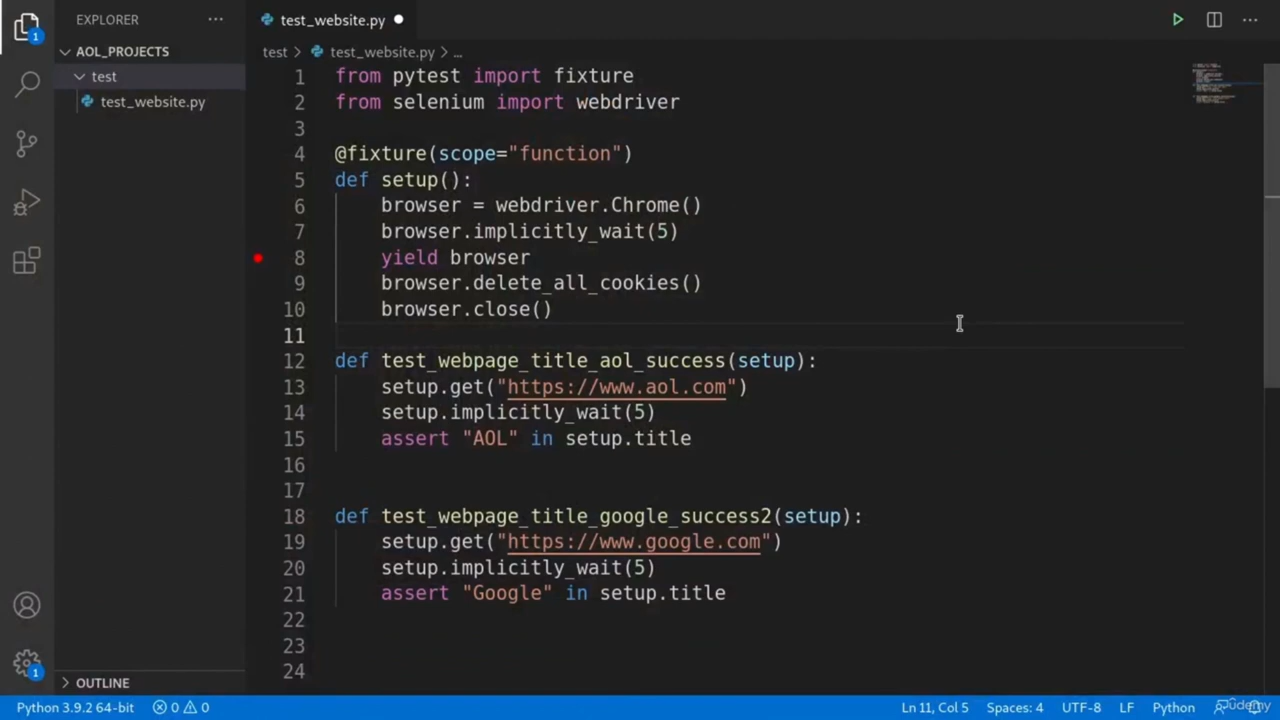 EXPLORER
test_website.py
AOL_PROJECTS
test
test_website.py
test > test_website.py > ...
1 from pytest import fixture
2 from selenium import webdriver
3
4 @fixture(scope="function")
5 def setup():
6     browser = webdriver.Chrome()
7     browser.implicitly_wait(5)
8     yield browser
9     browser.delete_all_cookies()
10     browser.close()
11
12 def test_webpage_title_aol_success(setup):
13     setup.get("https://www.aol.com")
14     setup.implicitly_wait(5)
15     assert "AOL" in setup.title
16
17
18 def test_webpage_title_google_success2(setup):
19     setup.get("https://www.google.com")
20     setup.implicitly_wait(5)
21     assert "Google" in setup.title
22
23
24
1
1
OUTLINE
Python 3.9.2 64-bit 0 0 Ln 11, Col 5 Spaces: 4 UTF-8 LF Python
Udemy